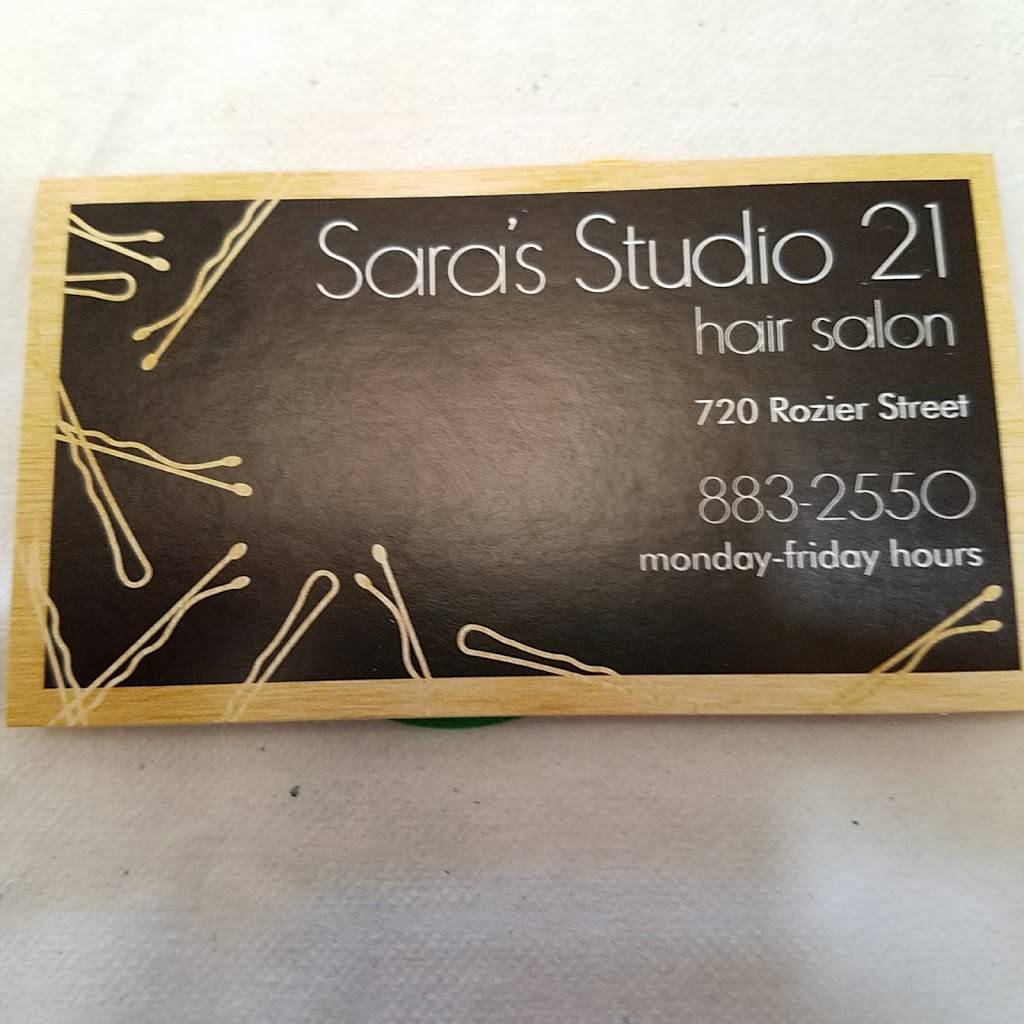 Sara's Studio 21
hair salon
720 Rozier Street
883-2550
monday-friday hours